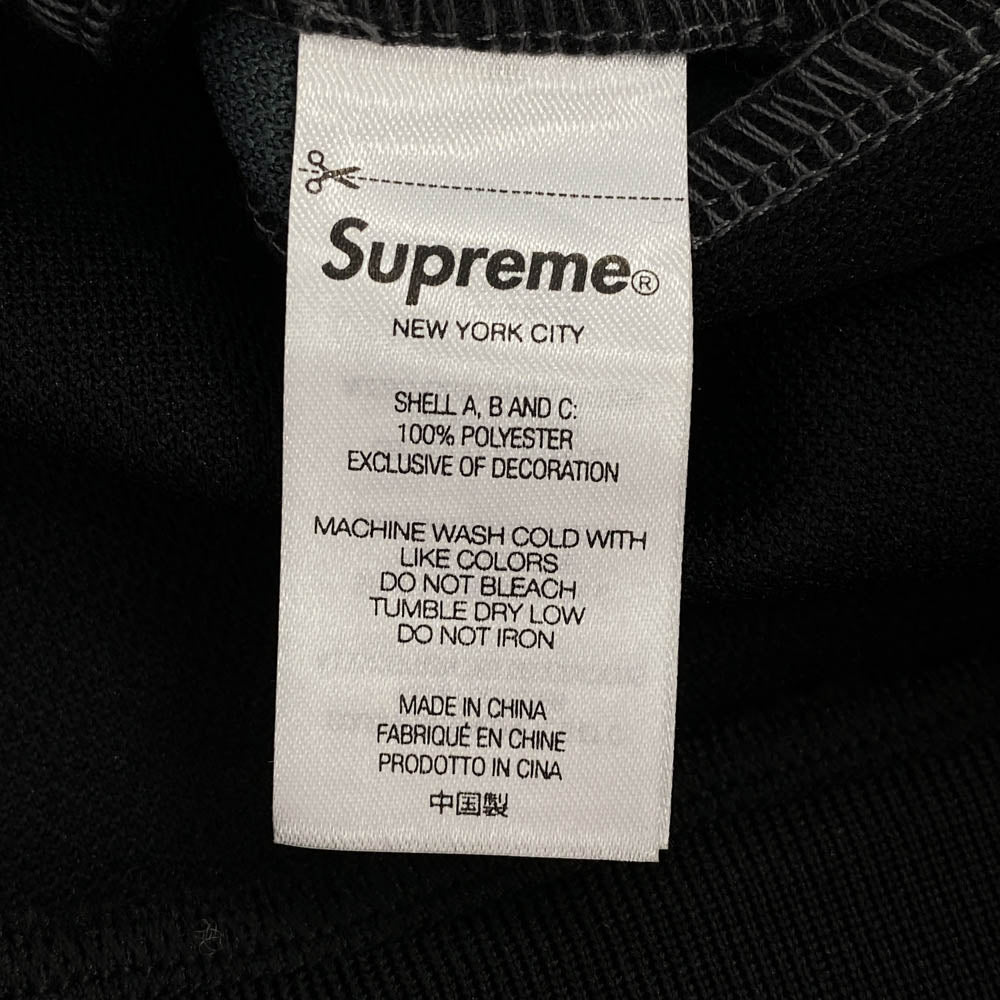 Supreme®
NEW YORK CITY
SHELL A, B AND C:
100% POLYESTER
EXCLUSIVE OF DECORATION
MACHINE WASH COLD WITH
LIKE COLORS
DO NOT BLEACH
TUMBLE DRY LOW
DO NOT IRON
MADE IN CHINA
FABRIQUÉ EN CHINE
PRODOTTO IN CINA
中国製